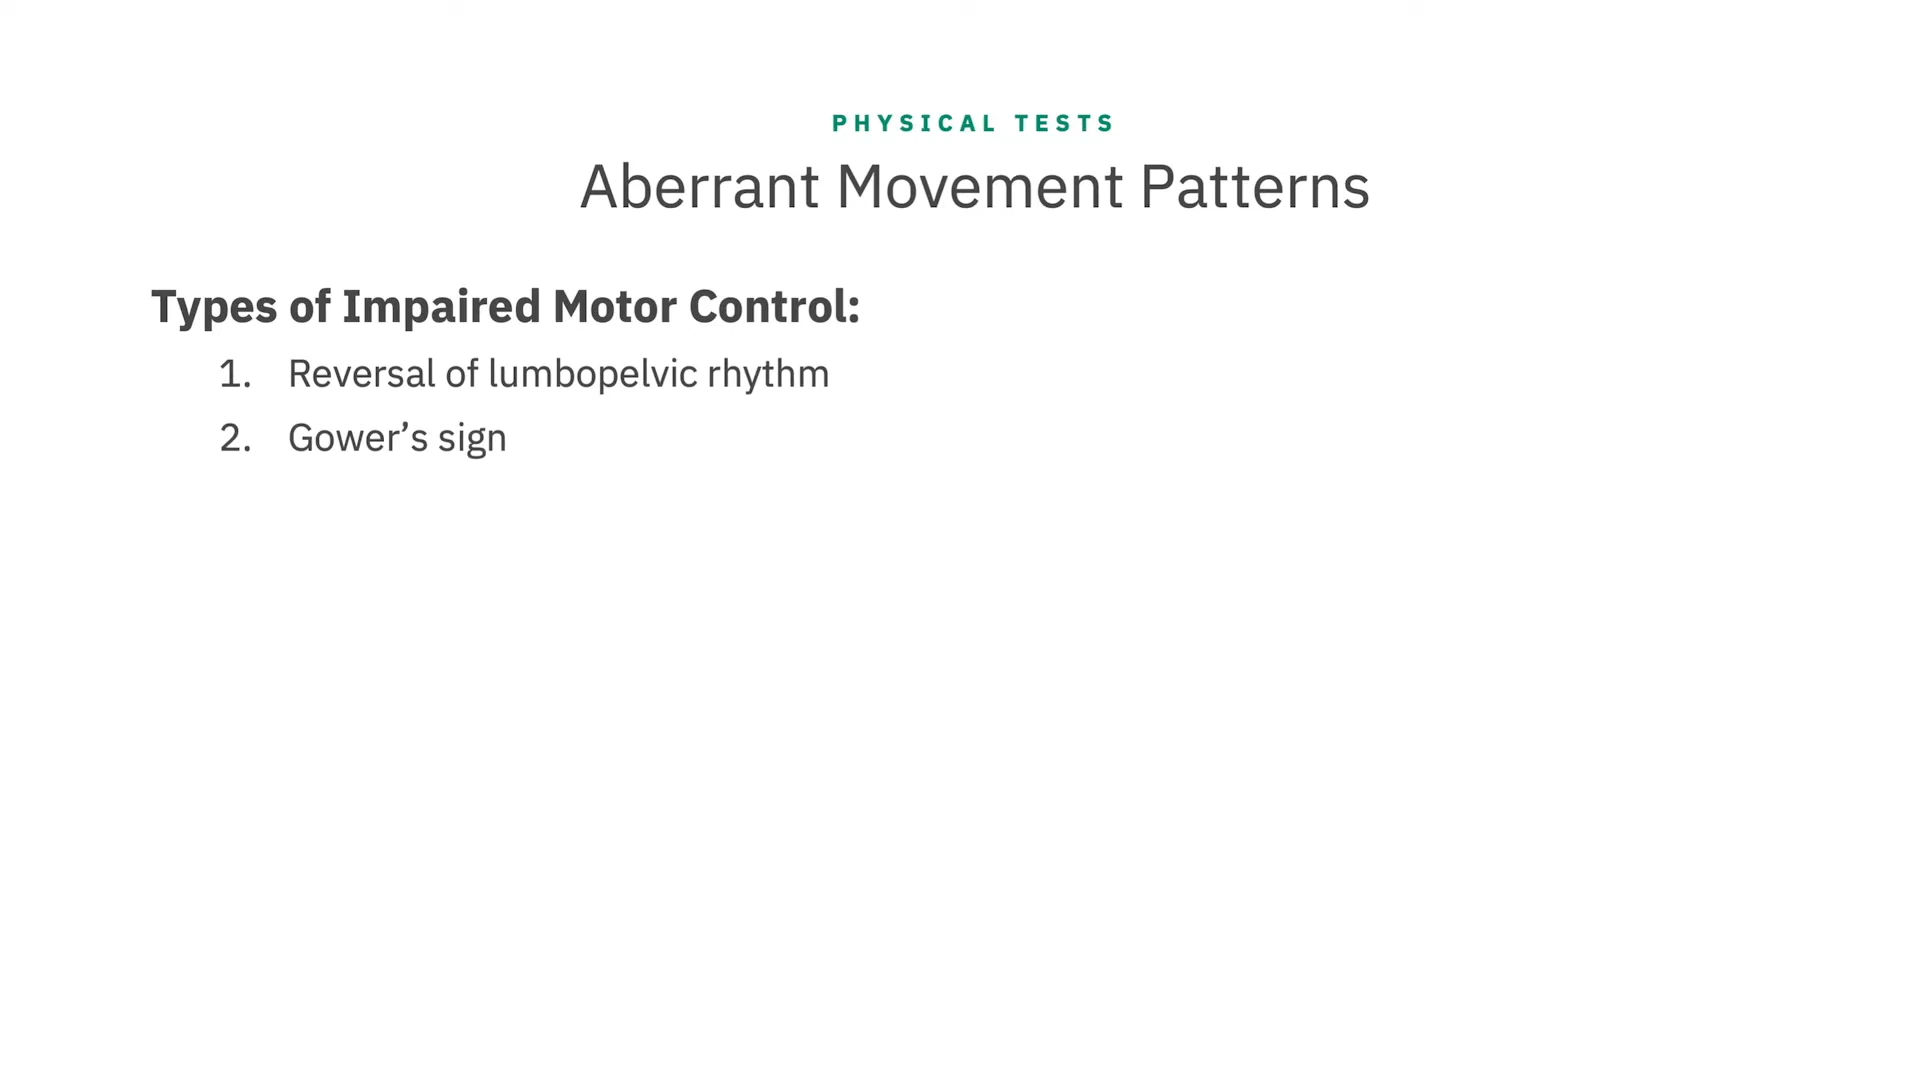 PHYSICAL TESTS
Aberrant Movement Patterns
Types of Impaired Motor Control:
1. Reversal of lumbopelvic rhythm
2. Gower’s sign